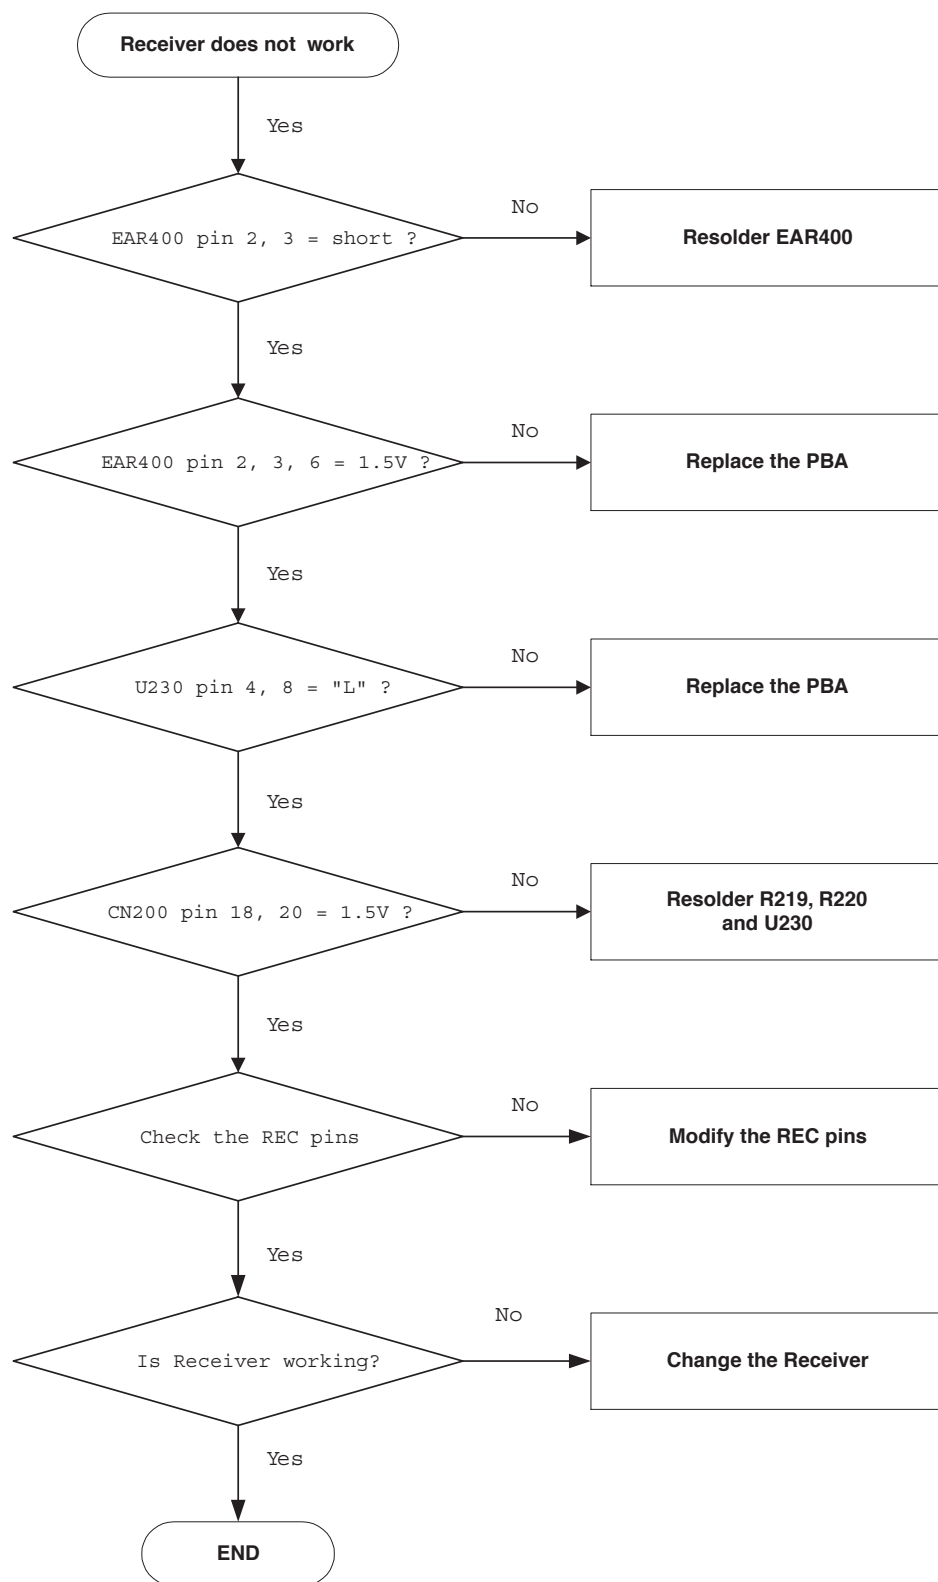 Receiver does not work
Yes
EAR400 pin 2, 3 = short ?
No
Resolder EAR400
Yes
EAR400 pin 2, 3, 6 = 1.5V ?
No
Replace the PBA
Yes
U230 pin 4, 8 = "L" ?
No
Replace the PBA
Yes
CN200 pin 18, 20 = 1.5V ?
No
Resolder R219, R220
and U230
Yes
Check the REC pins
No
Modify the REC pins
Yes
Is Receiver working?
No
Change the Receiver
Yes
END